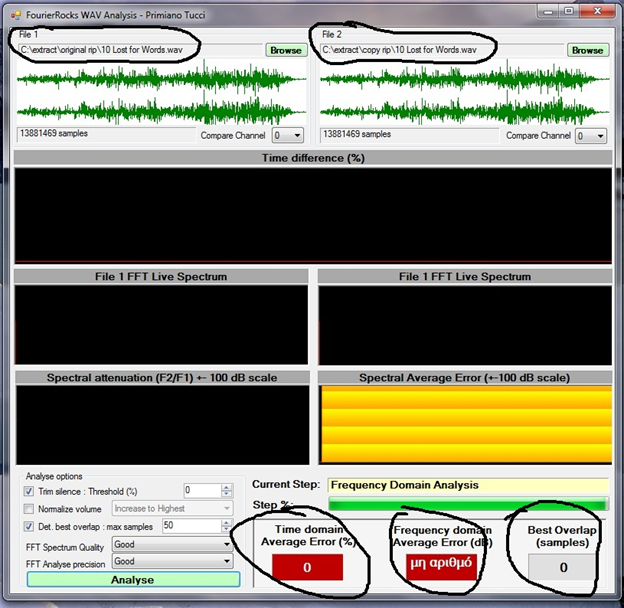 FourierRocks WAV Analysis - Primiano Tucci
File 1
C:\extract\original rip\10 Lost for Words.wav
Browse
13881469 samples
Compare Channel
0
File 2
C:\extract\copy rip\10 Lost for Words.wav
Browse
13881469 samples
Compare Channel
0
Time difference (%)
File 1 FFT Live Spectrum
File 1 FFT Live Spectrum
Spectral attenuation (F2/F1) +- 100 dB scale
Spectral Average Error (+-100 dB scale)
Analyse options
Trim silence : Threshold (%)
0
Normalize volume
Increase to Highest
Det. best overlap : max samples
50
FFT Spectrum Quality
Good
FFT Analyse precision
Good
Analyse
Current Step:
Frequency Domain Analysis
Step %:
Time domain
Average Error (%)
0
Frequency domain
Average Error (dB)
μη αριθμό
Best Overlap
(samples)
0